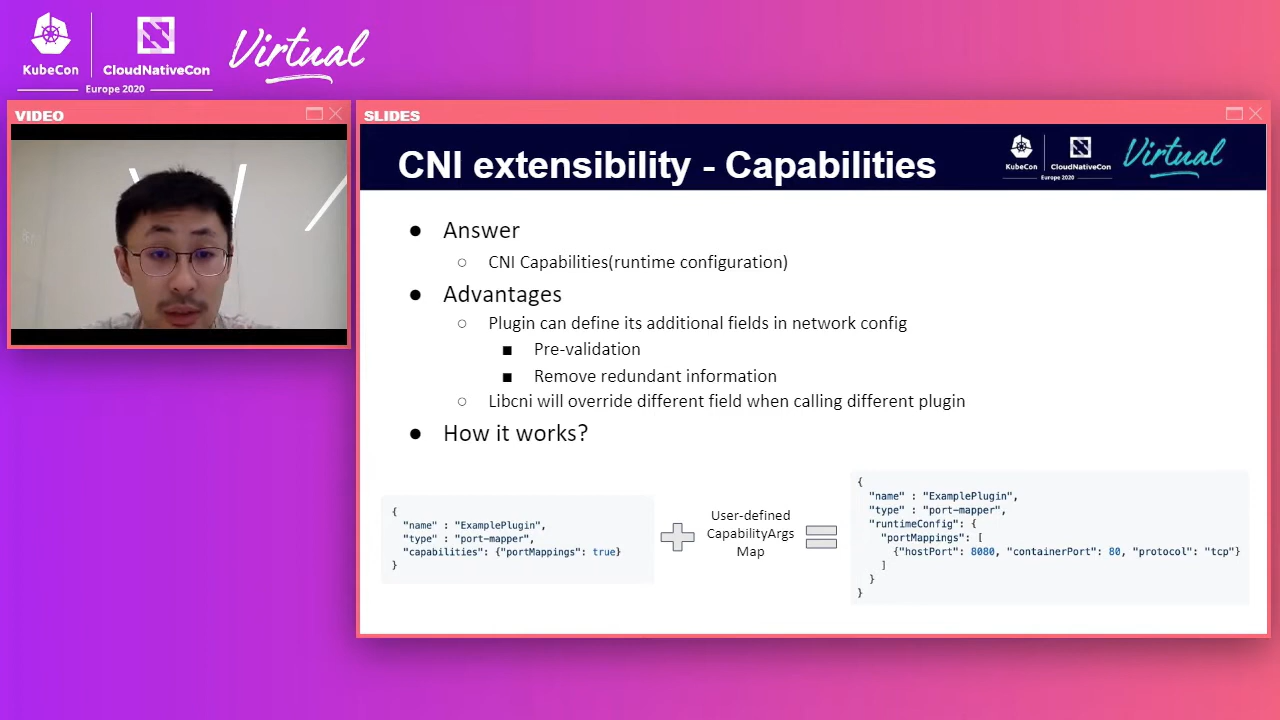 KubeCon
CloudNativeCon
Europe 2020
Virtual
VIDEO
SLIDES
CNI extensibility - Capabilities
KubeCon
CloudNativeCon
Europe 2020
Virtual
● Answer
○ CNI Capabilities(runtime configuration)
● Advantages
○ Plugin can define its additional fields in network config
■ Pre-validation
■ Remove redundant information
○ Libcni will override different field when calling different plugin
● How it works?
{
"name" : "ExamplePlugin",
"type" : "port-mapper",
"capabilities": {"portMappings": true}
}
User-defined
CapabilityArgs
Map
{
"name" : "ExamplePlugin",
"type" : "port-mapper",
"runtimeConfig": {
"portMappings": [
{"hostPort": 8080, "containerPort": 80, "protocol": "tcp"}
]
}
}